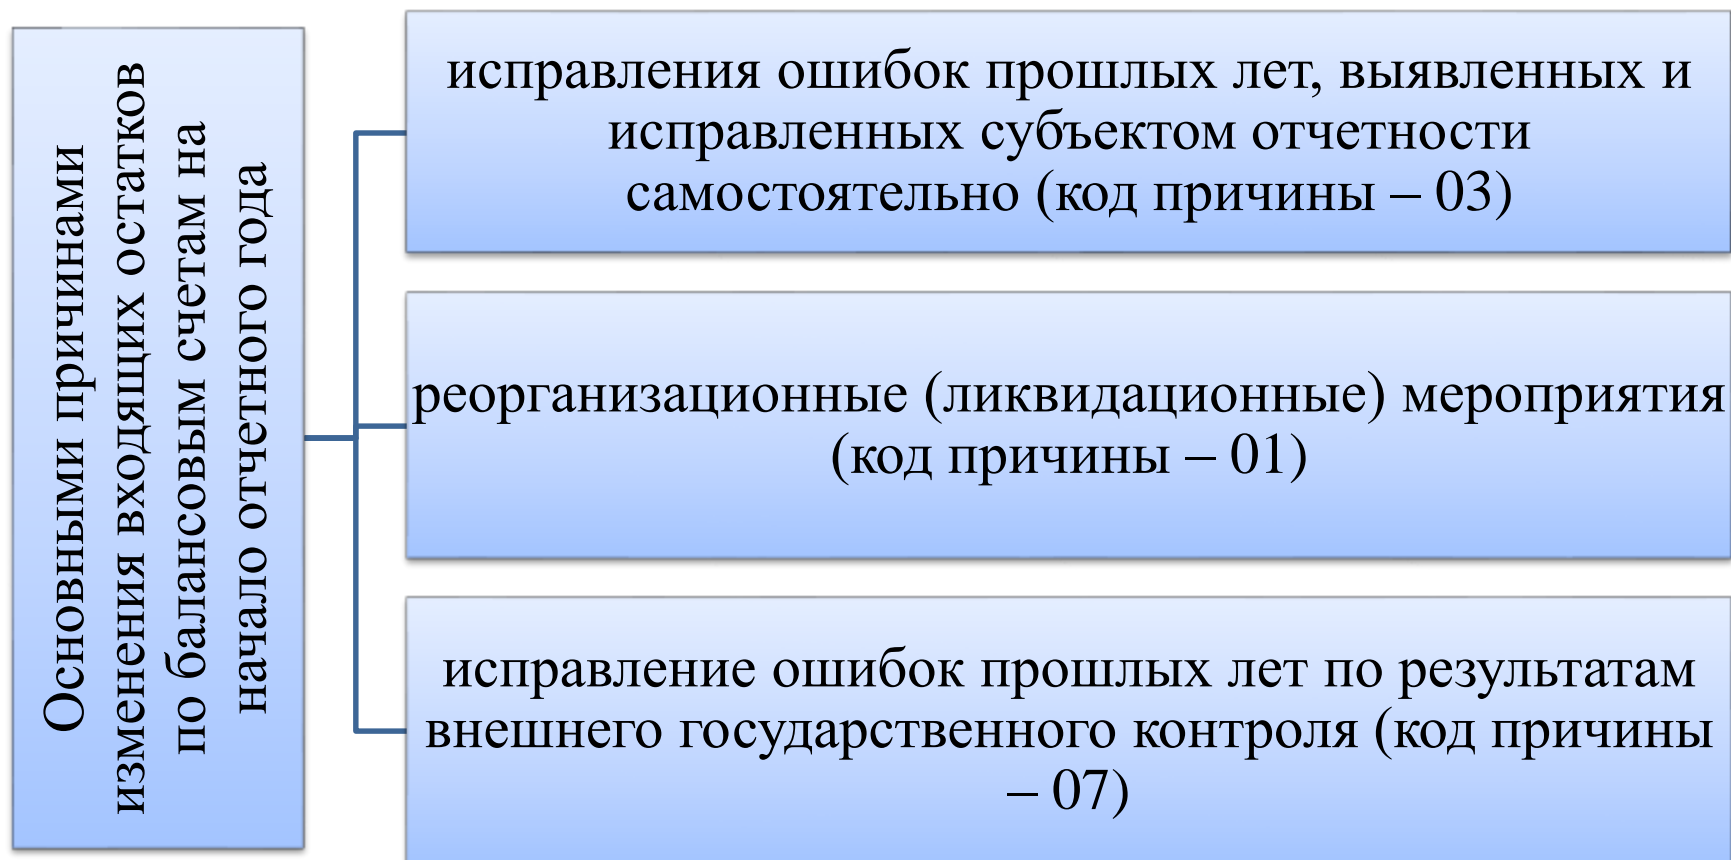 Основными причинами
изменения входящих остатков
по балансовым счетам на
начало отчетного года
исправления ошибок прошлых лет, выявленных и
исправленных субъектом отчетности
самостоятельно (код причины – 03)
реорганизационные (ликвидационные) мероприятия
(код причины – 01)
исправление ошибок прошлых лет по результатам
внешнего государственного контроля (код причины
– 07)